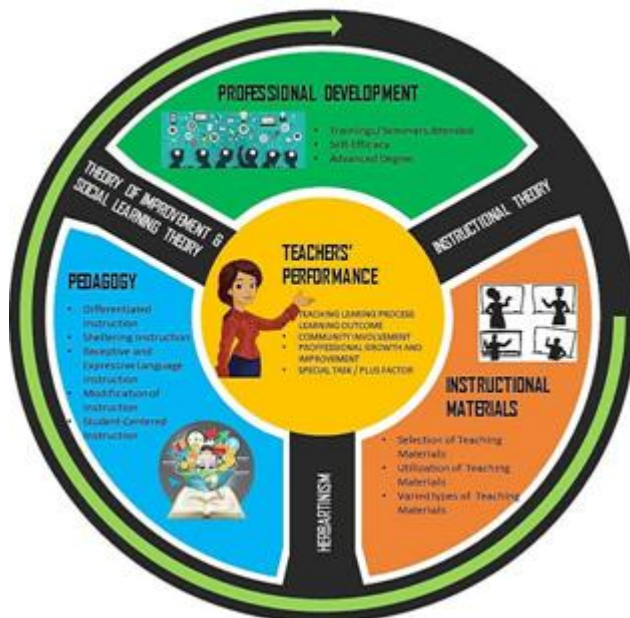 PROFESSIONAL DEVELOPMENT
• Trainings/Seminars Attended
• Self-Efficacy
• Advanced Degree
THEORY OF IMPROVEMENT &
SOCIAL LEARNING THEORY
INSTRUCTIONAL THEORY
TEACHERS'
PERFORMANCE
• TEACHING LEARING PROCESS
LEARNING OUTCOME
• COMMUNITY INVOLVEMENT
• PROFFESSIONAL GROWTH AND
IMPROVEMENT
• SPECIAL TASK / PLUS FACTOR
PEDAGOGY
• Differentiated
Instruction
• Sheltering Instruction
• Receptive and
Expressive Language
Instruction
• Modification of
Instruction
• Student-Centered
Instruction
INSTRUCTIONAL
MATERIALS
• Selection of Teaching
Materials
• Utilization of Teaching
Materials
• Varied types of Teaching
Materials
HERBARTINISM